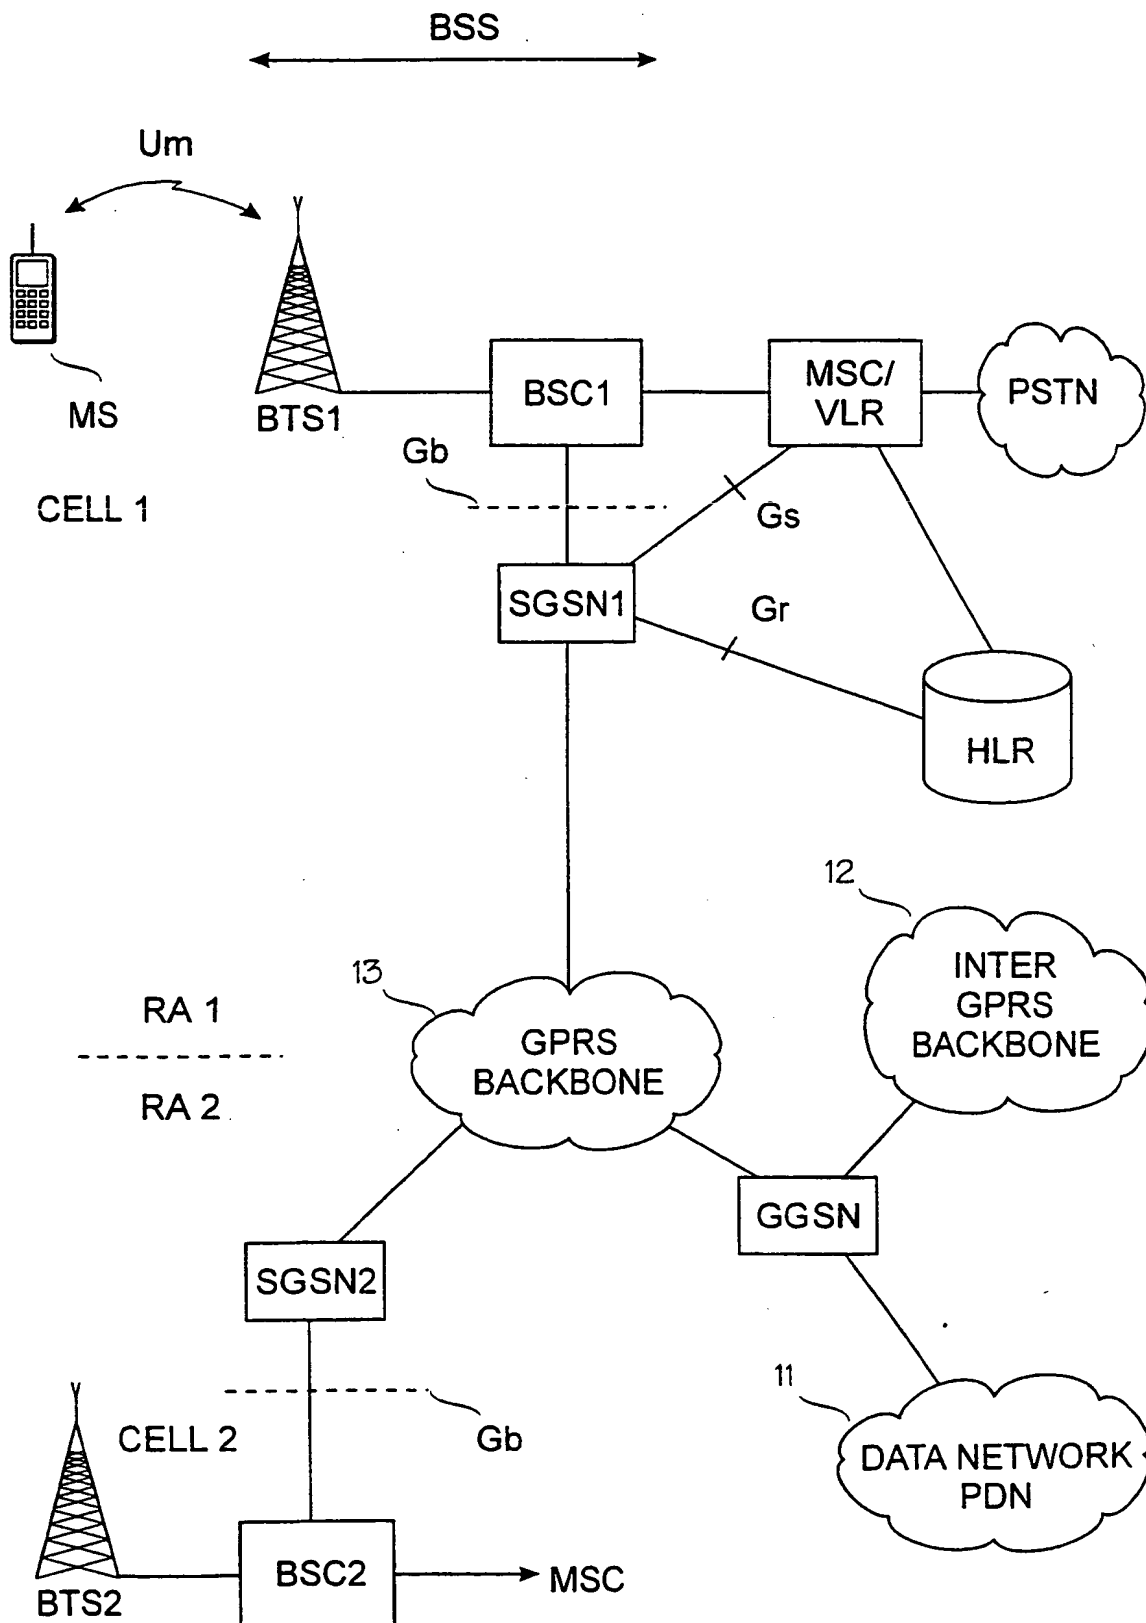 BSS
Um
MS
BTS1
BSC1
MSC/
VLR
PSTN
CELL 1
Gb
Gs
SGSN1
Gr
HLR
12
INTER
GPRS
BACKBONE
13
GPRS
BACKBONE
RA 1
RA 2
GGSN
SGSN2
11
DATA NETWORK
PDN
CELL 2
Gb
BTS2
BSC2
MSC